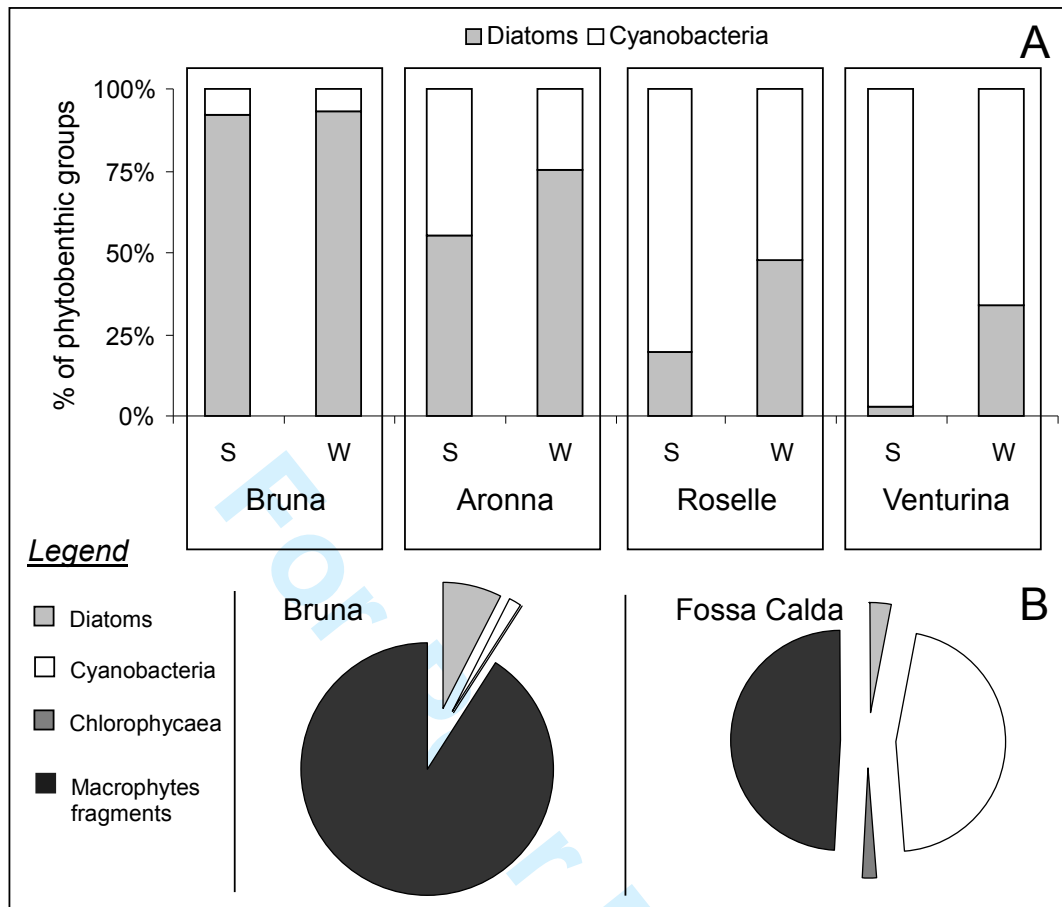 Diatoms Cyanobacteria
A
100%
75%
50%
25%
0%
% of phytobenthic groups
S W S W S W S W
Bruna Aronna Roselle Venturina
Legend
Diatoms
Cyanobacteria
Chlorophycaea
Macrophytes
fragments
Bruna
Fossa Calda
B
For r